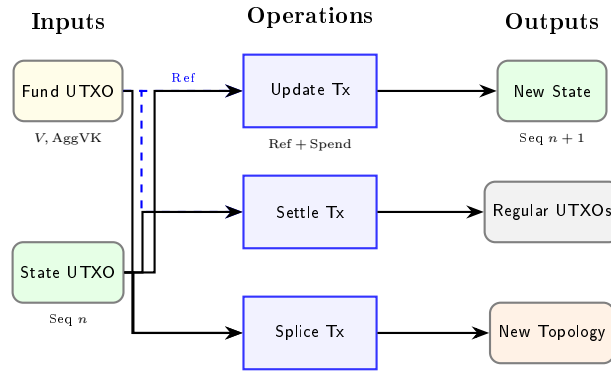 Inputs
Operations
Outputs
Fund UTXO
V, AggVK
Ref
Update Tx
Ref + Spend
New State
Seq n + 1
Settle Tx
Regular UTXOs
State UTXO
Seq n
Splice Tx
New Topology